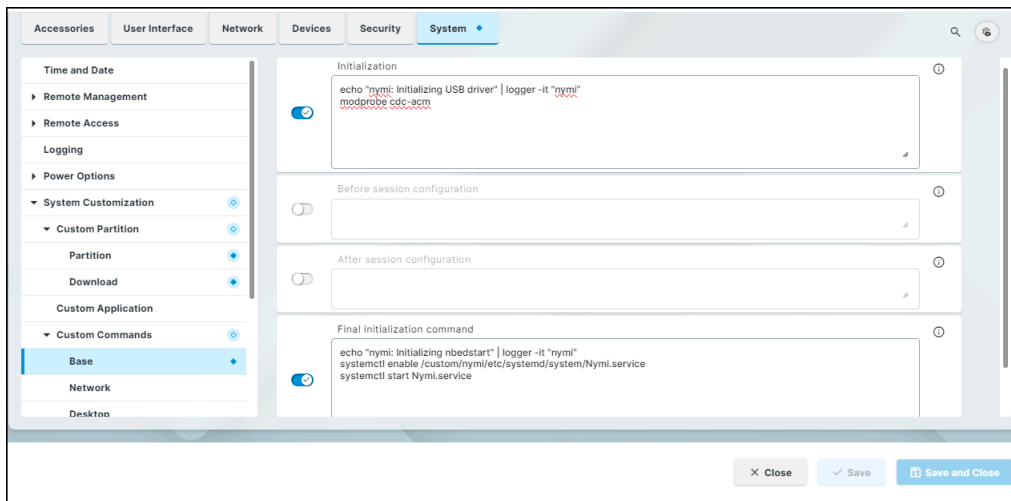 Accessories
User Interface
Network
Devices
Security
System
Time and Date
Remote Management
Remote Access
Logging
Power Options
System Customization
Custom Partition
Partition
Download
Custom Application
Custom Commands
Base
Network
Desktop
Initialization
echo "nymi: Initializing USB driver" | logger -it "nymi"
modprobe cdc-acm
Before session configuration
After session configuration
Final initialization command
echo "nymi: Initializing nbedstart" | logger -it "nymi"
systemctl enable /custom/nymi/etc/systemd/system/Nymi.service
systemctl start Nymi.service
Close
Save
Save and Close